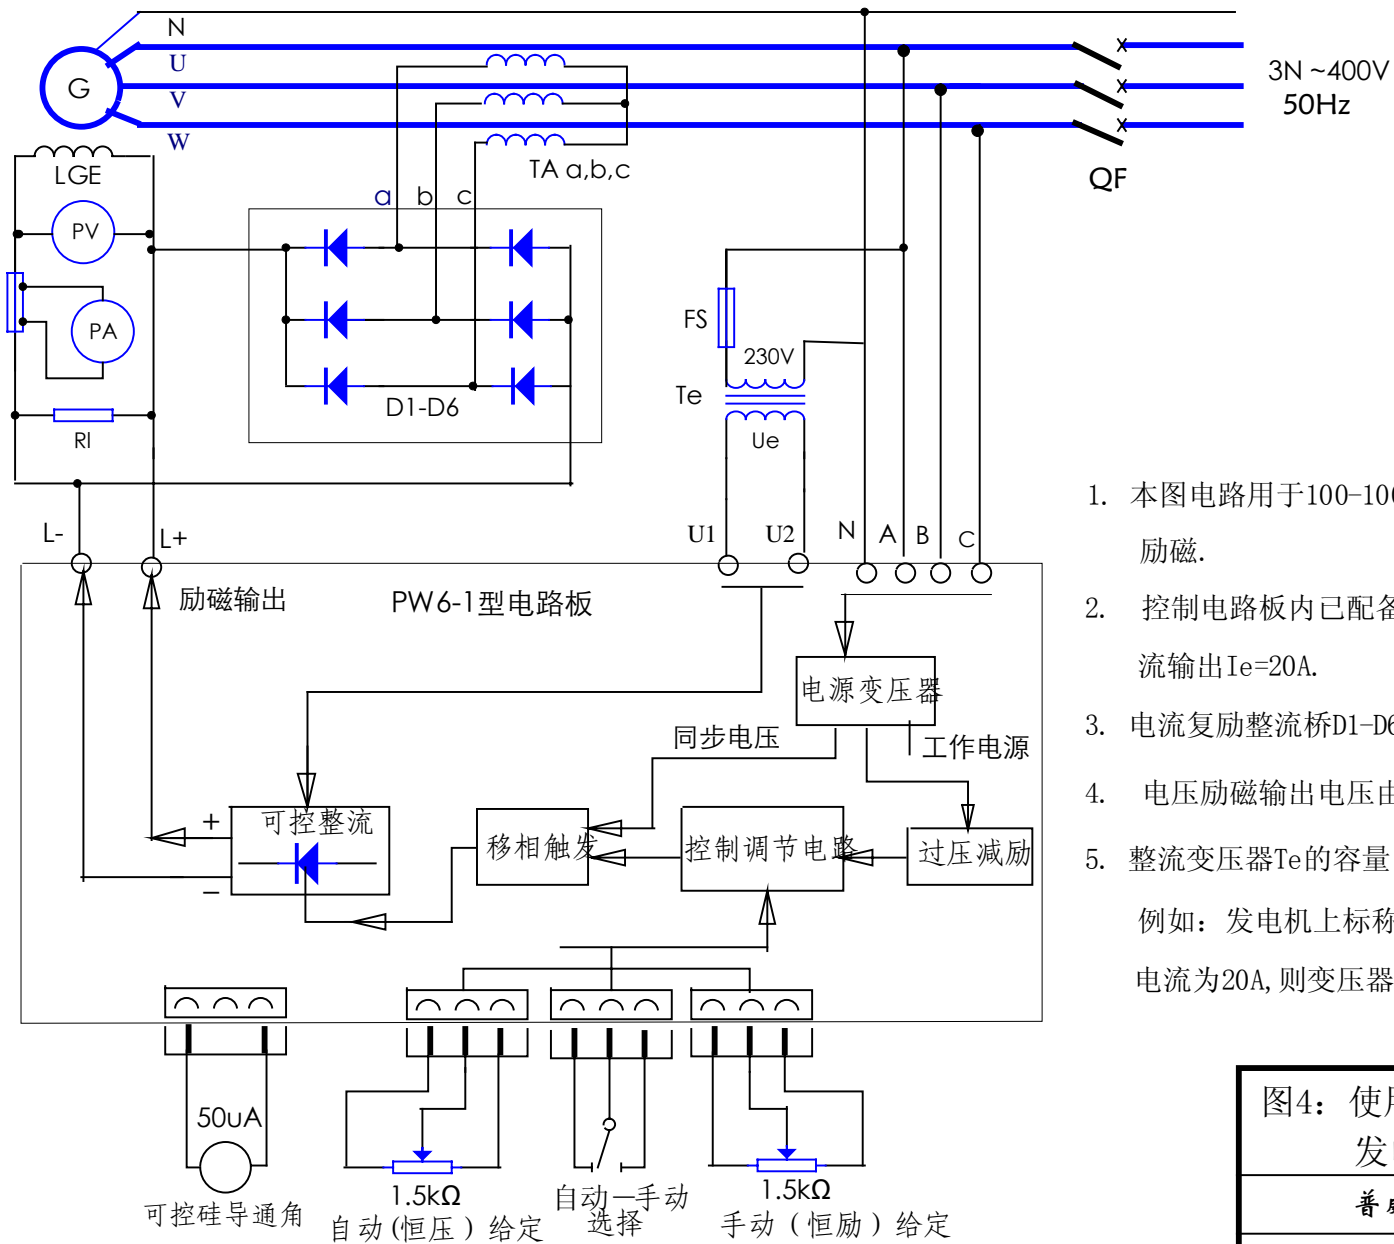 N
U
V
W
G
3N ~400V
50Hz
QF
LGE
TA a,b,c
a b c
PV
PA
RI
D1-D6
FS
230V
Te
Ue
L- L+
U1 U2 N A B C
励磁输出
PW6-1型电路板
电源变压器
同步电压
工作电源
+
可控整流
−
移相触发
控制调节电路
过压减励
50uA
可控硅导通角
1.5kΩ
自动(恒压)给定
自动—手动
选择
1.5kΩ
手动(恒励)给定
1. 本图电路用于100-100
励磁.
2. 控制电路板内已配备
流输出Ie=20A.
3. 电流复励整流桥D1-D6
4. 电压励磁输出电压由
5. 整流变压器Te的容量
例如: 发电机上标称
电流为20A,则变压器
图4: 使用
发
普